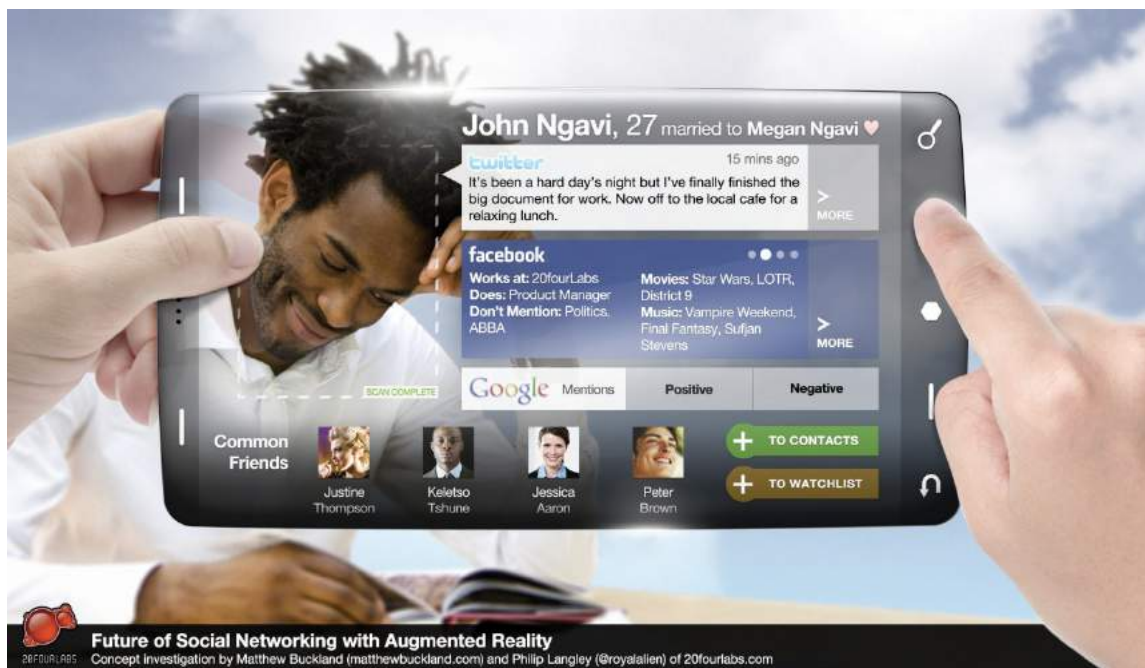 John Ngavi, 27 married to Megan Ngavi
twitter
15 mins ago
It's been a hard day's night but I've finally finished the
big document for work. Now off to the local cafe for a
relaxing lunch.
>
MORE
facebook
Works at: 20fourLabs
Does: Product Manager
Don't Mention: Politics,
ABBA
Movies: Star Wars, LOTR,
District 9
Music: Vampire Weekend,
Final Fantasy, Sufjan
Stevens
>
MORE
SCAN COMPLETE
Google Mentions
Positive
Negative
Common
Friends
Justine
Thompson
Keletso
Tshune
Jessica
Aaron
Peter
Brown
+ TO CONTACTS
+ TO WATCHLIST
20FOURLABS
Future of Social Networking with Augmented Reality
Concept investigation by Matthew Buckland (matthewbuckland.com) and Philip Langley (@royalalien) of 20fourlabs.com